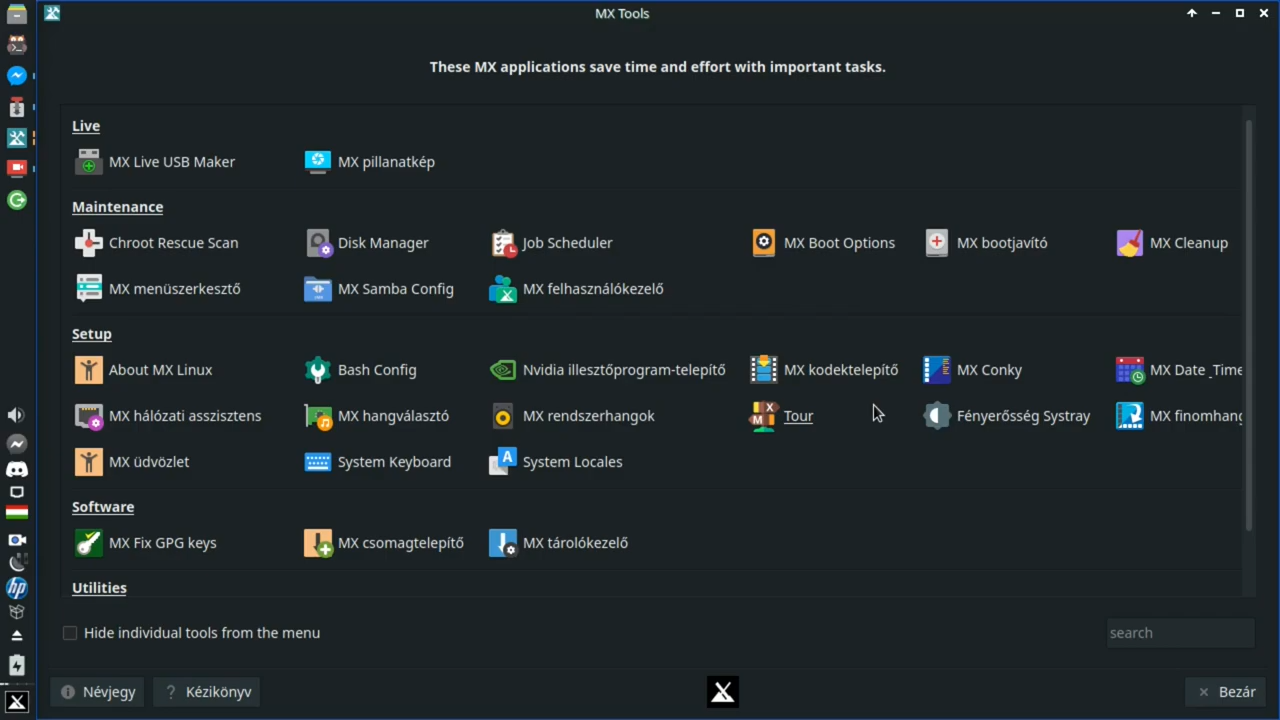 MX Tools
These MX applications save time and effort with important tasks.
Live
MX Live USB Maker MX pillanatkép
Maintenance
Chroot Rescue Scan Disk Manager Job Scheduler MX Boot Options MX bootjavító MX Cleanup
MX menüszerkesztő MX Samba Config MX felhasználókezelő
Setup
About MX Linux Bash Config Nvidia illesztőprogram-telepítő MX kodektelepítő MX Conky MX Date_Time
MX hálózati asszisztens MX hangválasztó MX rendszerhangok Tour Fényerősség Systray MX finomhang
MX üdvözlet System Keyboard System Locales
Software
MX Fix GPG keys MX csomagtelepítő MX tárolókezelő
Utilities
Hide individual tools from the menu search
Névjegy ? Kézikönyv Bezár